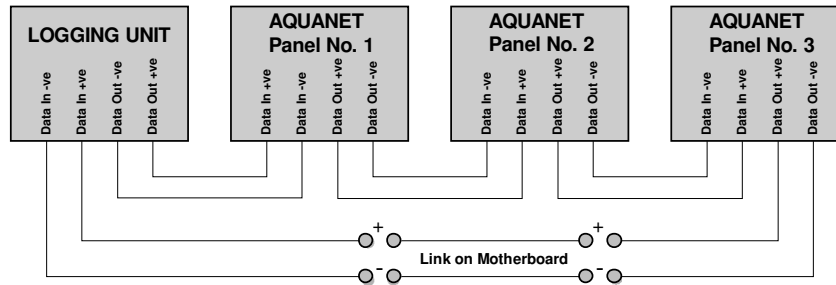 LOGGING UNIT
Data In -ve
Data In +ve
Data Out -ve
Data Out +ve
AQUANET
Panel No. 1
Data In +ve
Data In -ve
Data Out +ve
Data Out -ve
AQUANET
Panel No. 2
Data In -ve
Data In +ve
Data Out +ve
Data Out -ve
AQUANET
Panel No. 3
Data In -ve
Data In +ve
Data Out +ve
Data Out -ve
+
+
Link on Motherboard
-
-